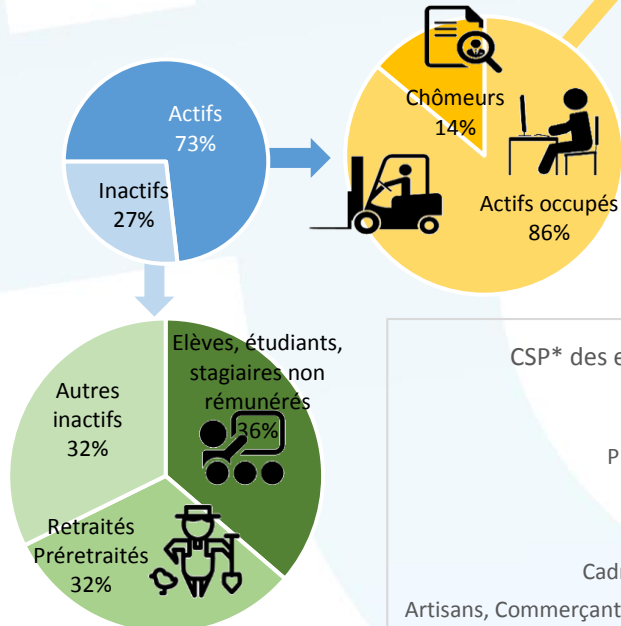 Actifs
73%
Inactifs
27%
Chômeurs
14%
Actifs occupés
86%
Elèves, étudiants,
stagiaires non
rémunérés
36%
Autres
inactifs
32%
Retraités
Préretraités
32%
CSP* des e
P
Cadr
Artisans, Commerçant